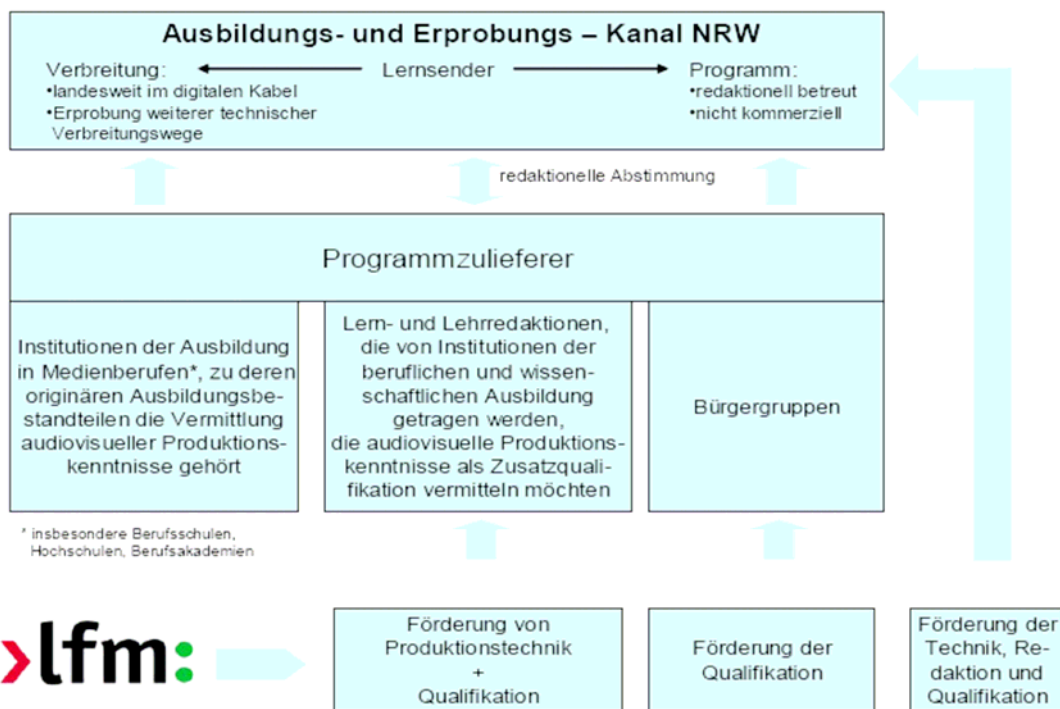 Ausbildungs- und Erprobungs – Kanal NRW
Verbreitung:
•landesweit im digitalen Kabel
•Erprobung weiterer technischer
Verbreitungswege
Lernsender
Programm:
•redaktionell betreut
•nicht kommerziell
redaktionelle Abstimmung
Programmzulieferer
Institutionen der Ausbildung
in Medienberufen*, zu deren
originären Ausbildungsbe-
standteilen die Vermittlung
audiovisueller Produktions-
kenntnisse gehört
Lern- und Lehrredaktionen,
die von Institutionen der
beruflichen und wissen-
schaftlichen Ausbildung
getragen werden,
die audiovisuelle Produktions-
kenntnisse als Zusatzquali-
fikation vermitteln möchten
Bürgergruppen
* insbesondere Berufsschulen,
Hochschulen, Berufsakademien
lfm:
Förderung von
Produktionstechnik
+
Qualifikation
Förderung der
Qualifikation
Förderung der
Technik, Re-
daktion und
Qualifikation